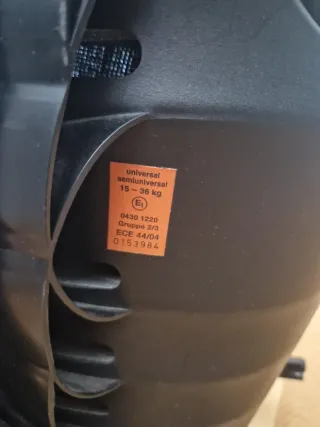 universal
semiuniversal
15 - 36 kg
E1
0430 1220
Gruppe 2/3
ECE 44/04
0153984